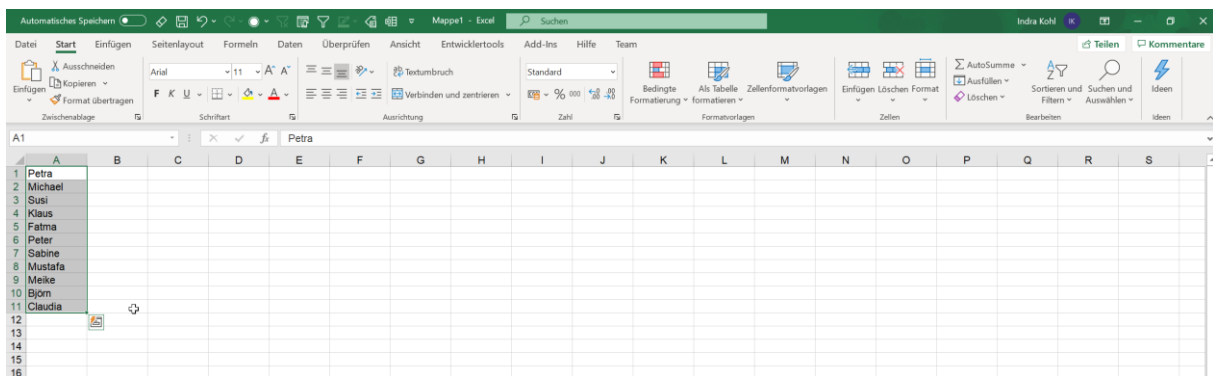 Automatisches Speichern Mappe1 - Excel Suchen Indra Kohl IK
Datei Start Einfügen Seitenlayout Formeln Daten Überprüfen Ansicht Entwicklertools Add-Ins Hilfe Team Teilen Kommentare
Einfügen
Ausschneiden
Kopieren
Format übertragen
Zwischenablage
Arial 11 A A
F K U A
Schriftart
Textumbruch
Verbinden und zentrieren
Ausrichtung
Standard
% 000
Zahl
Bedingte Formatierung
Als Tabelle formatieren
Zellenformatvorlagen
Formatvorlagen
Einfügen Löschen Format
Zellen
AutoSumme
Ausfüllen
Löschen
Sortieren und Filtern
Suchen und Auswählen
Bearbeiten
Ideen
Ideen
A1 fx Petra
A B C D E F G H I J K L M N O P Q R S
1 Petra
2 Michael
3 Susi
4 Klaus
5 Fatma
6 Peter
7 Sabine
8 Mustafa
9 Meike
10 Björn
11 Claudia
12
13
14
15
16